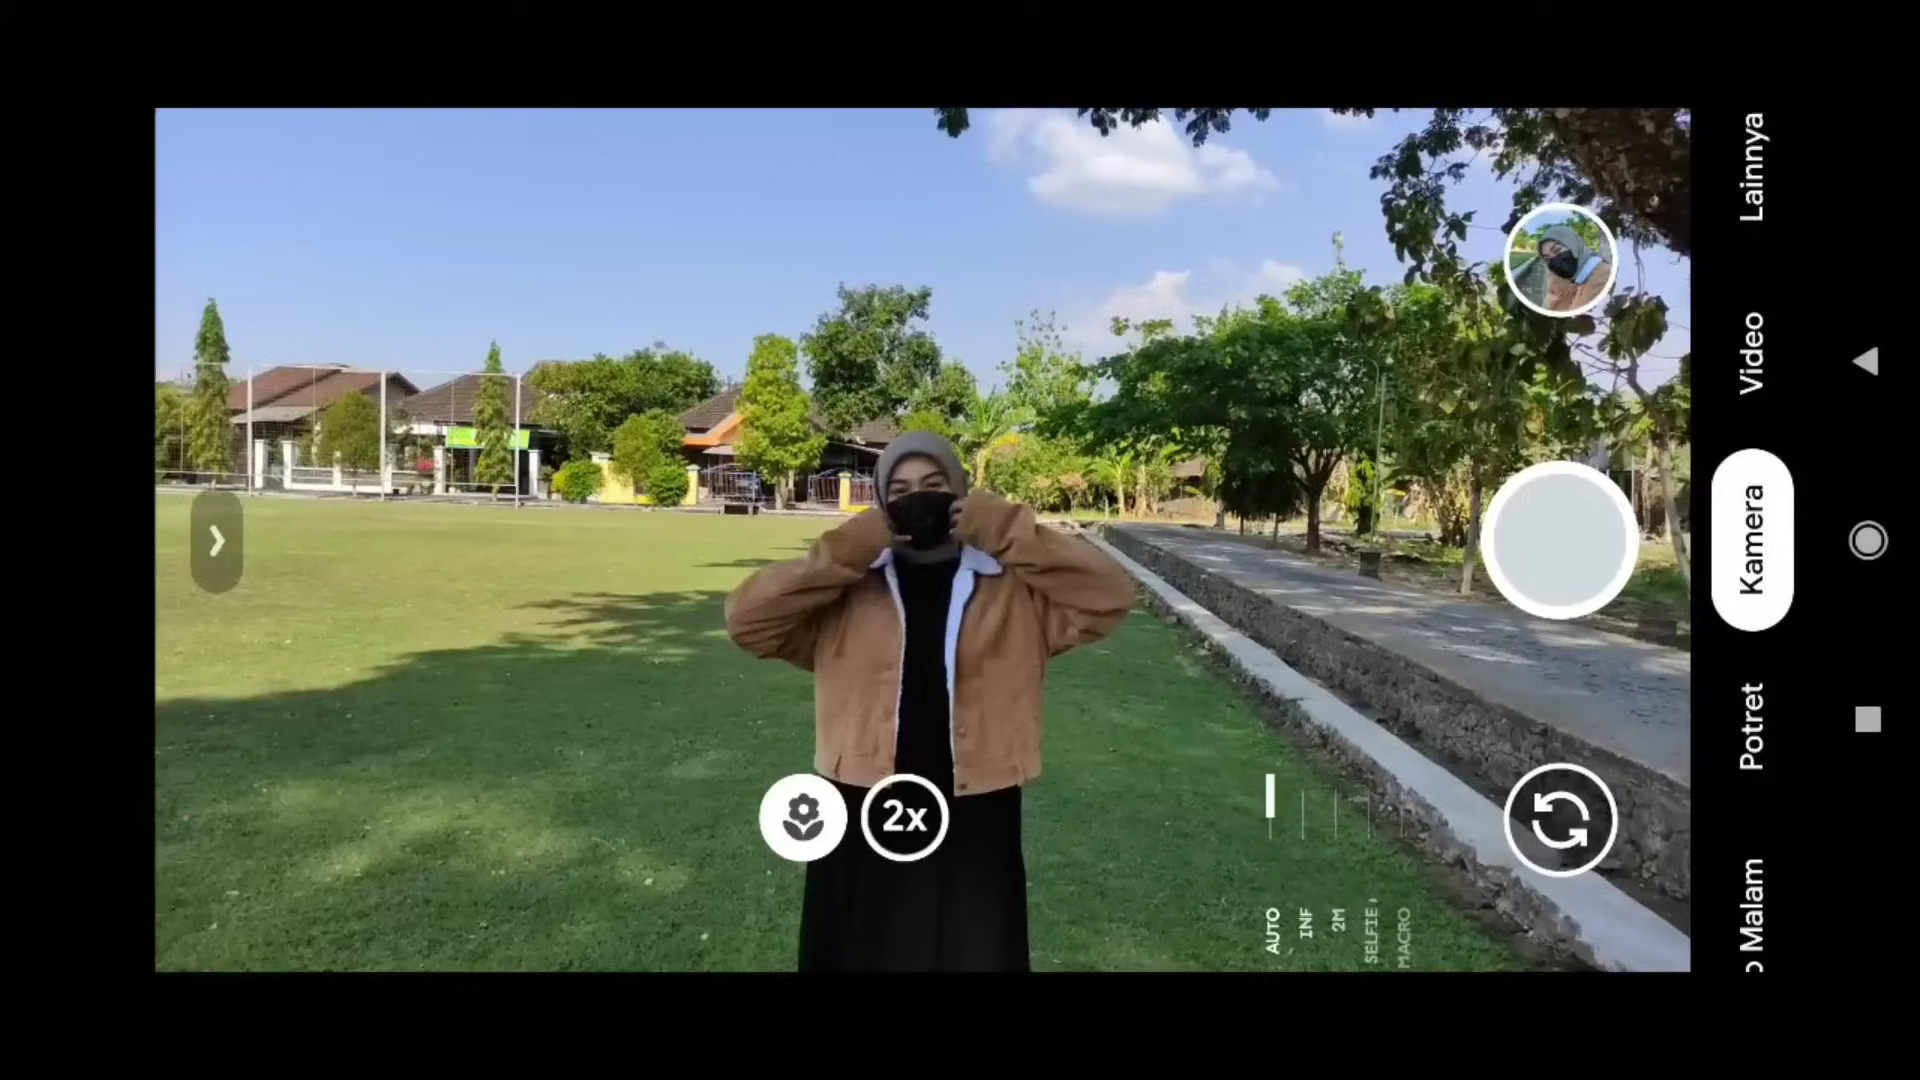 Lainnya
Video
Kamera
Potret
o Malam
2x
AUTO
INF
2M
SELFIE
MACRO